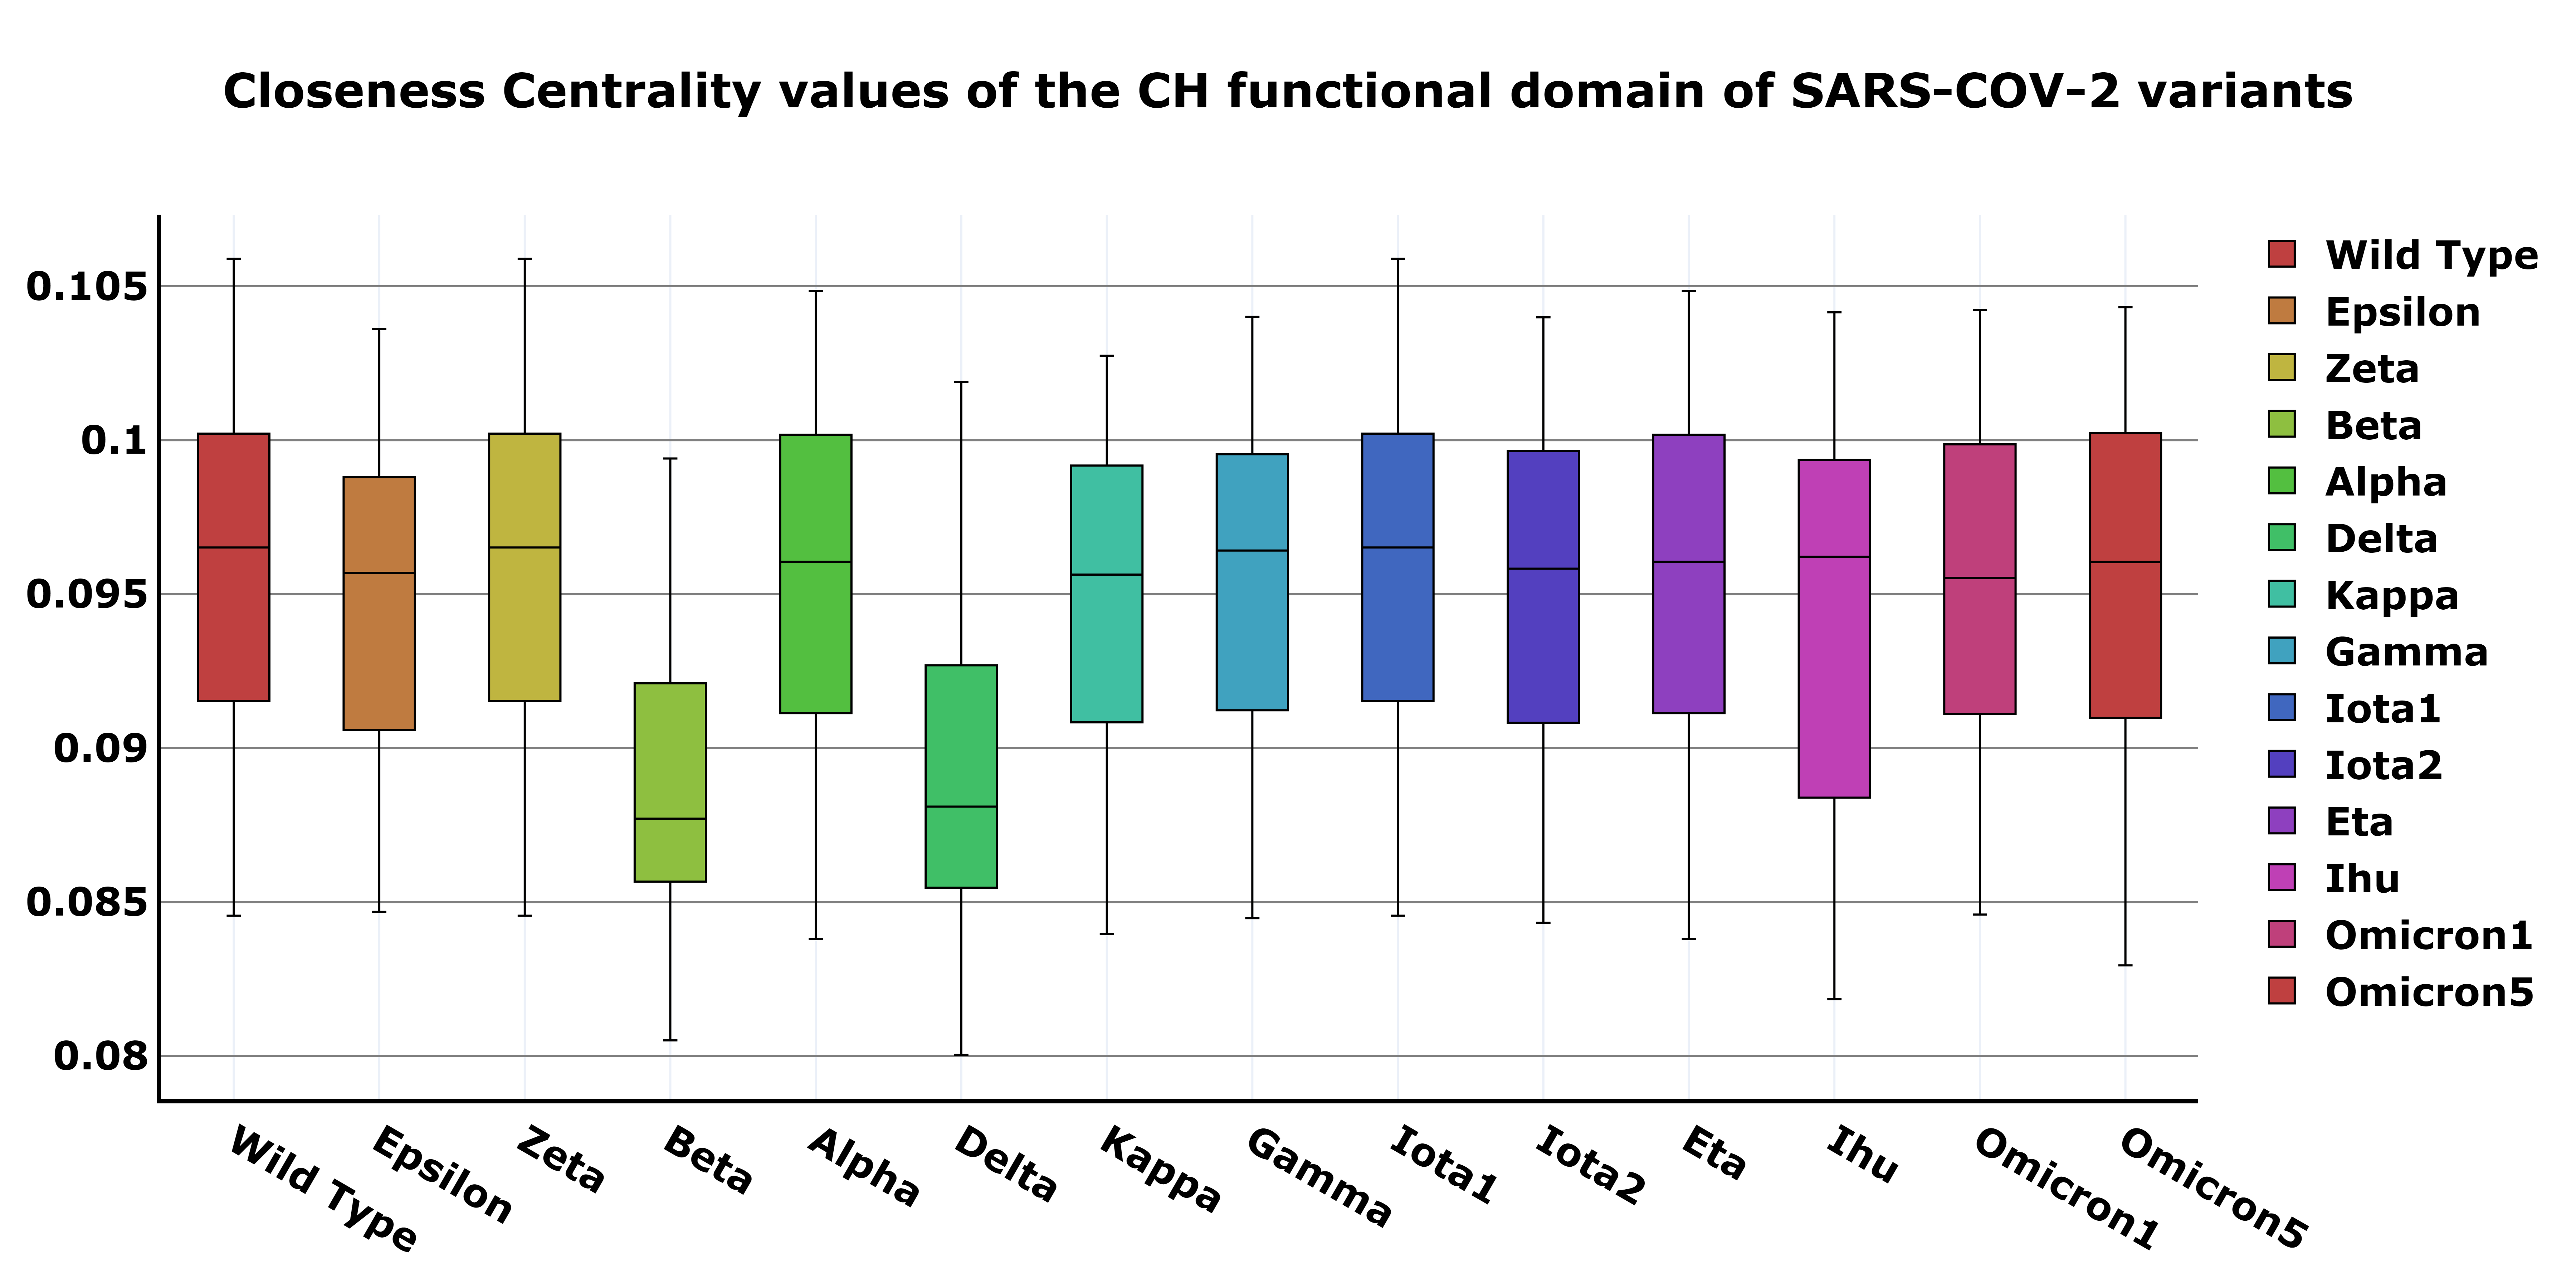 Closeness Centrality values of the CH functional domain of SARS-COV-2 variants
0.105
0.1
0.095
0.09
0.085
0.08
Wild Type
Epsilon
Zeta
Beta
Alpha
Delta
Kappa
Gamma
Iota1
Iota2
Eta
Ihu
Omicron1
Omicron5
Wild Type
Epsilon
Zeta
Beta
Alpha
Delta
Kappa
Gamma
Iota1
Iota2
Eta
Ihu
Omicron1
Omicron5